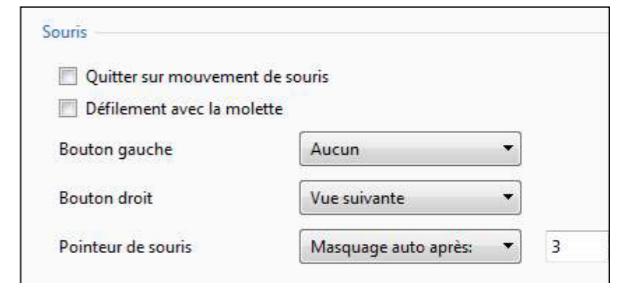 Souris
Quitter sur mouvement de souris
Défilement avec la molette
Bouton gauche Aucun
Bouton droit Vue suivante
Pointeur de souris Masquage auto après: 3